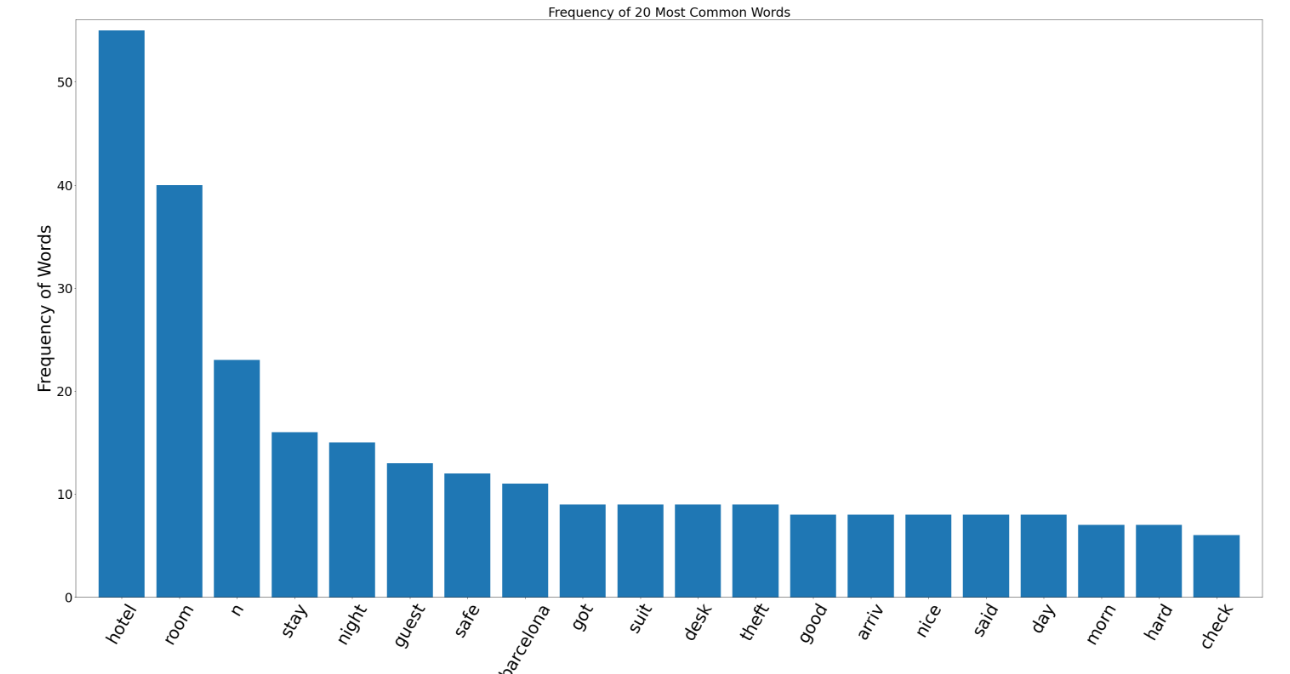 Frequency of 20 Most Common Words
Frequency of Words
50
40
30
20
10
0
hotel
room
n
stay
night
guest
safe
barcelona
got
suit
desk
theft
good
arriv
nice
said
day
morn
hard
check